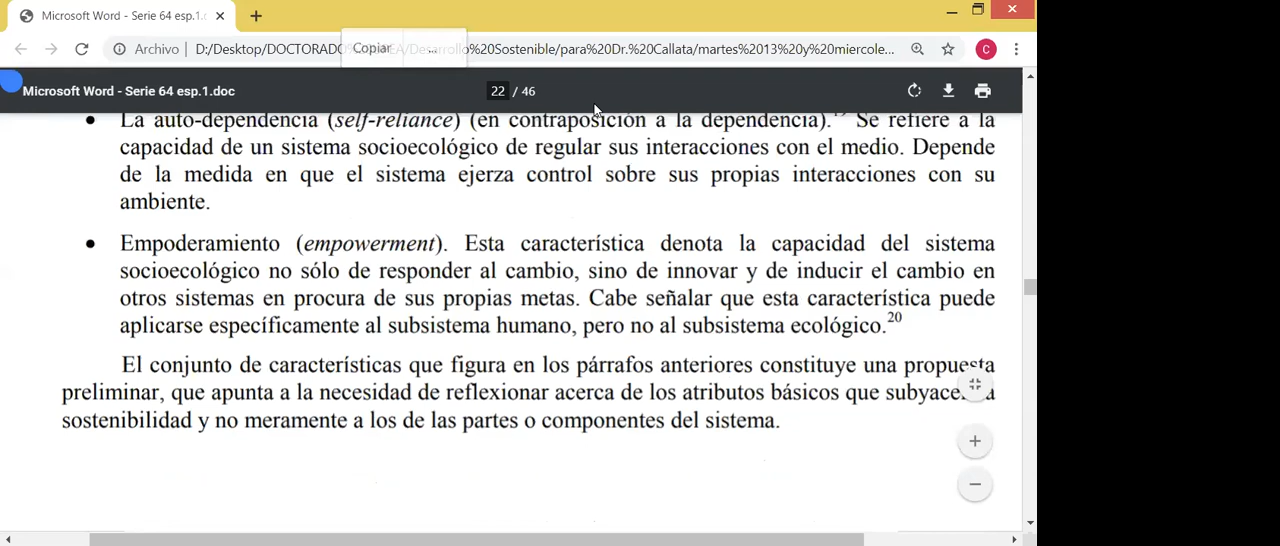 Microsoft Word - Serie 64 esp.1.d
Archivo D:/Desktop/DOCTORADO sarrollo%20Sostenible/para%20Dr.%20Callata/martes%2013%20y%20miercole... C
Copiar ...
Microsoft Word - Serie 64 esp.1.doc 22 / 46
• La auto-dependencia (self-reliance) (en contraposición a la dependencia).19 Se refiere a la
capacidad de un sistema socioecológico de regular sus interacciones con el medio. Depende
de la medida en que el sistema ejerza control sobre sus propias interacciones con su
ambiente.
• Empoderamiento (empowerment). Esta característica denota la capacidad del sistema
socioecológico no sólo de responder al cambio, sino de innovar y de inducir el cambio en
otros sistemas en procura de sus propias metas. Cabe señalar que esta característica puede
aplicarse específicamente al subsistema humano, pero no al subsistema ecológico.20
El conjunto de características que figura en los párrafos anteriores constituye una propuesta
preliminar, que apunta a la necesidad de reflexionar acerca de los atributos básicos que a
sostenibilidad y no meramente a los de las partes o componentes del sistema.